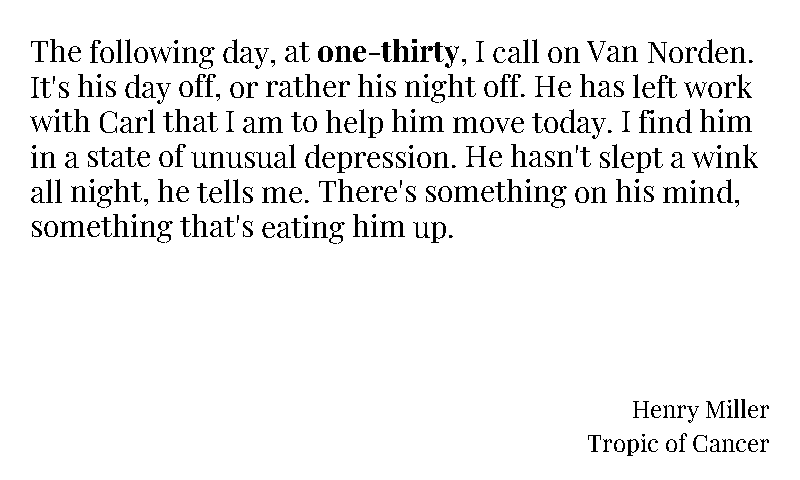 The following day, at one-thirty, I call on Van Norden.
It's his day off, or rather his night off. He has left work
with Carl that I am to help him move today. I find him
in a state of unusual depression. He hasn't slept a wink
all night, he tells me. There's something on his mind,
something that's eating him up.
Henry Miller
Tropic of Cancer